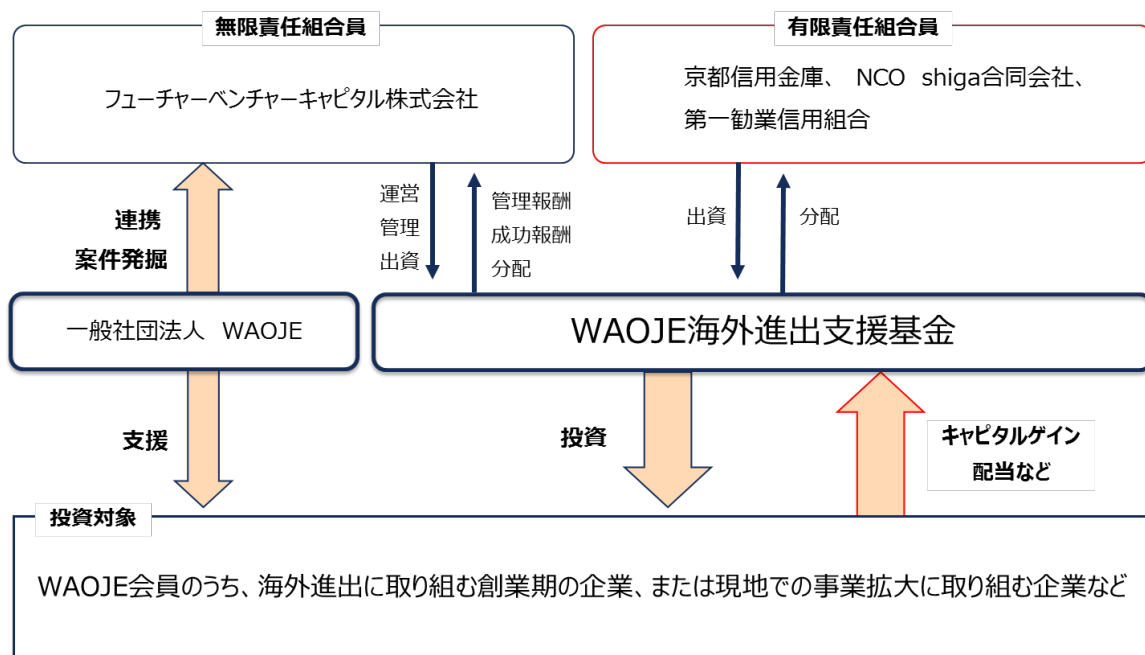 無限責任組合員
フューチャーベンチャーキャピタル株式会社
有限責任組合員
京都信用金庫、 NCO shiga合同会社、
第一勧業信用組合
連携
案件発掘
運営
管理
出資
管理報酬
成功報酬
分配
出資
分配
一般社団法人 WAOJE
WAOJE海外進出支援基金
支援
投資
キャピタルゲイン
配当など
投資対象
WAOJE会員のうち、海外進出に取り組む創業期の企業、または現地での事業拡大に取り組む企業など